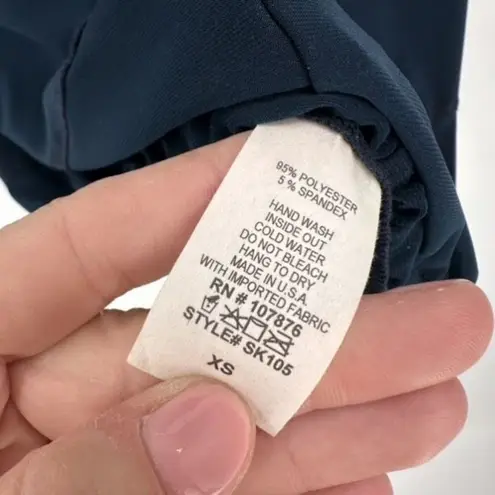 95% POLYESTER
5% SPANDEX
HAND WASH
INSIDE OUT
COLD WATER
DO NOT BLEACH
HANG TO DRY
MADE IN U.S.A.
WITH IMPORTED FABRIC
RN# 107876
STYLE# SK105
XS